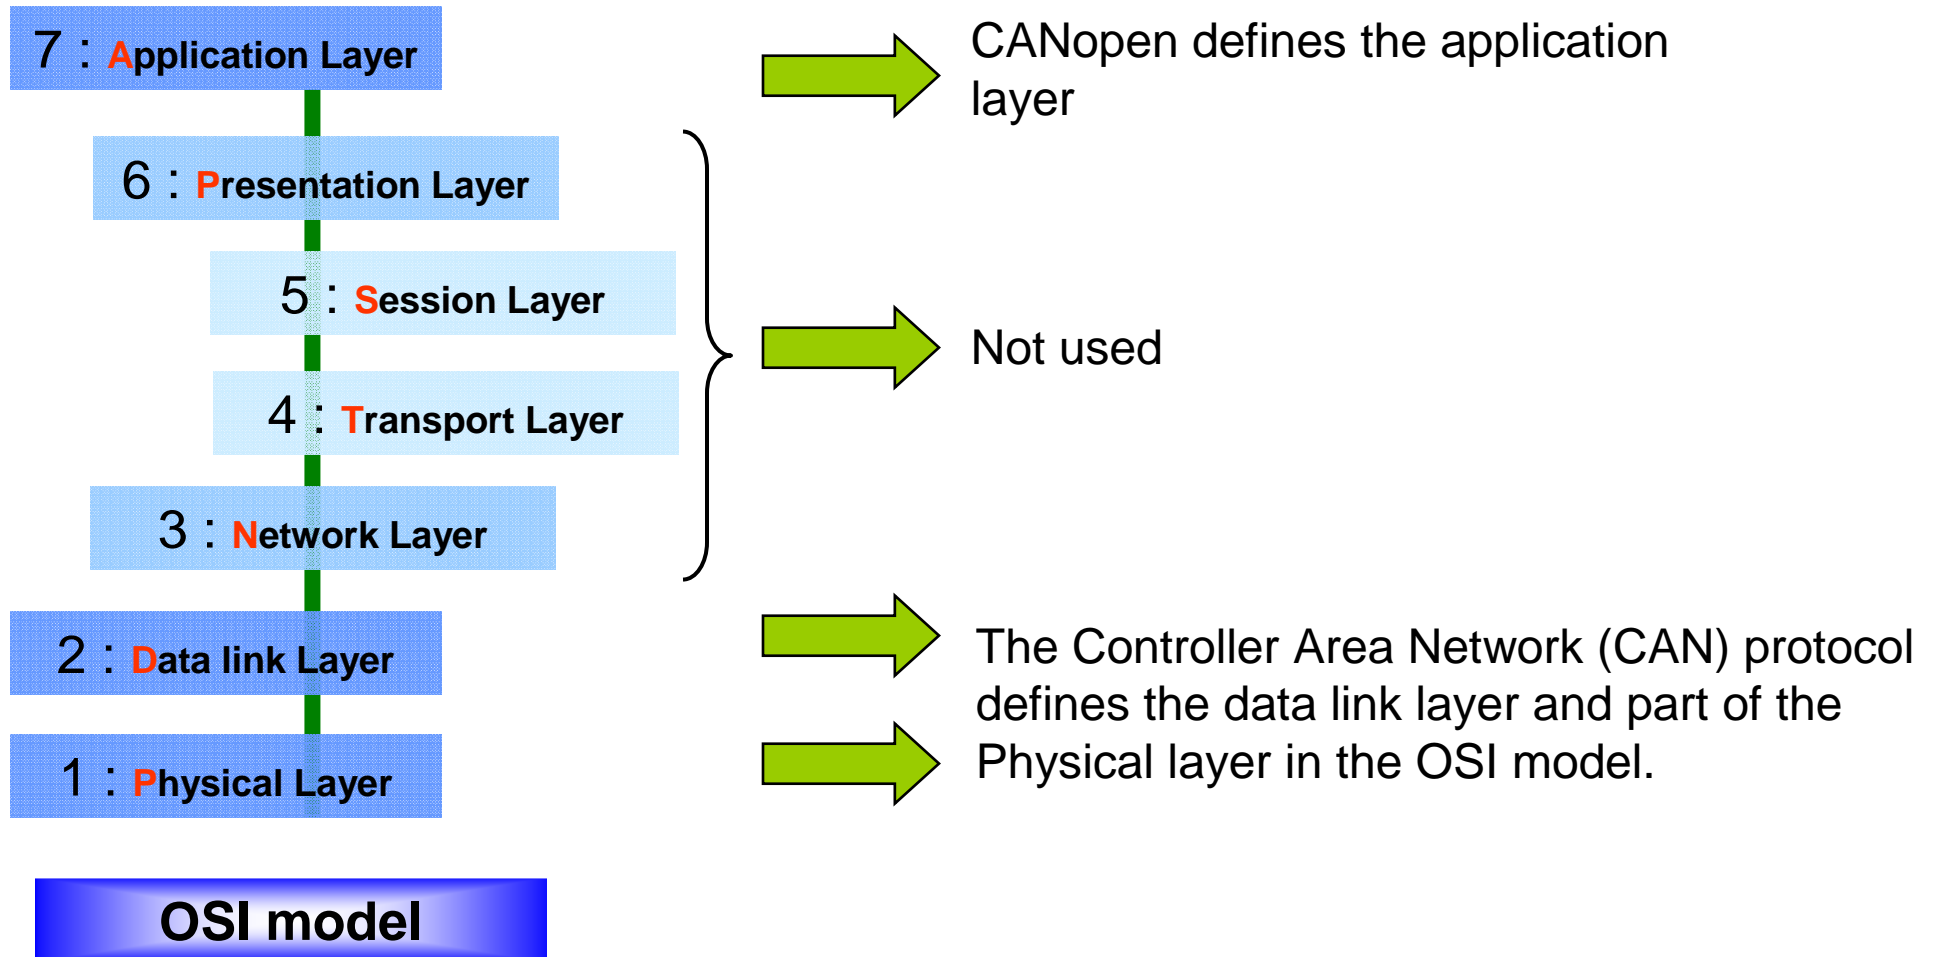 7 : Application Layer
CANopen defines the application
layer
6 : Presentation Layer
5 : Session Layer
4 : Transport Layer
3 : Network Layer
Not used
2 : Data link Layer
1 : Physical Layer
The Controller Area Network (CAN) protocol
defines the data link layer and part of the
Physical layer in the OSI model.
OSI model